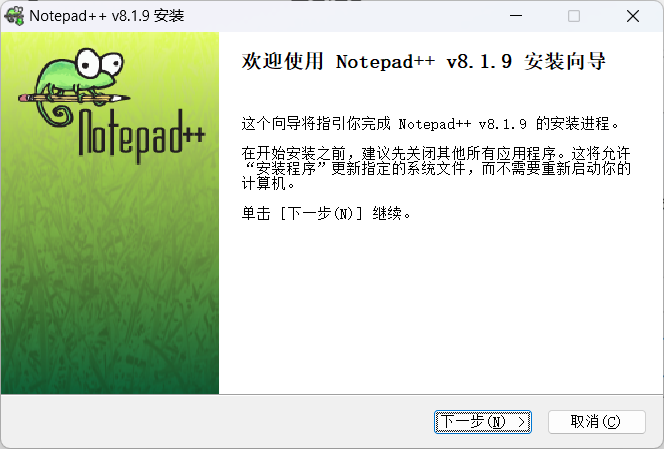 Notepad++ v8.1.9 安装
Notepad++
欢迎使用 Notepad++ v8.1.9 安装向导
这个向导将指引你完成 Notepad++ v8.1.9 的安装进程。
在开始安装之前，建议先关闭其他所有应用程序。这将允许
“安装程序”更新指定的系统文件，而不需要重新启动你的
计算机。
单击 [下一步(N)] 继续。
下一步(N) >
取消(C)